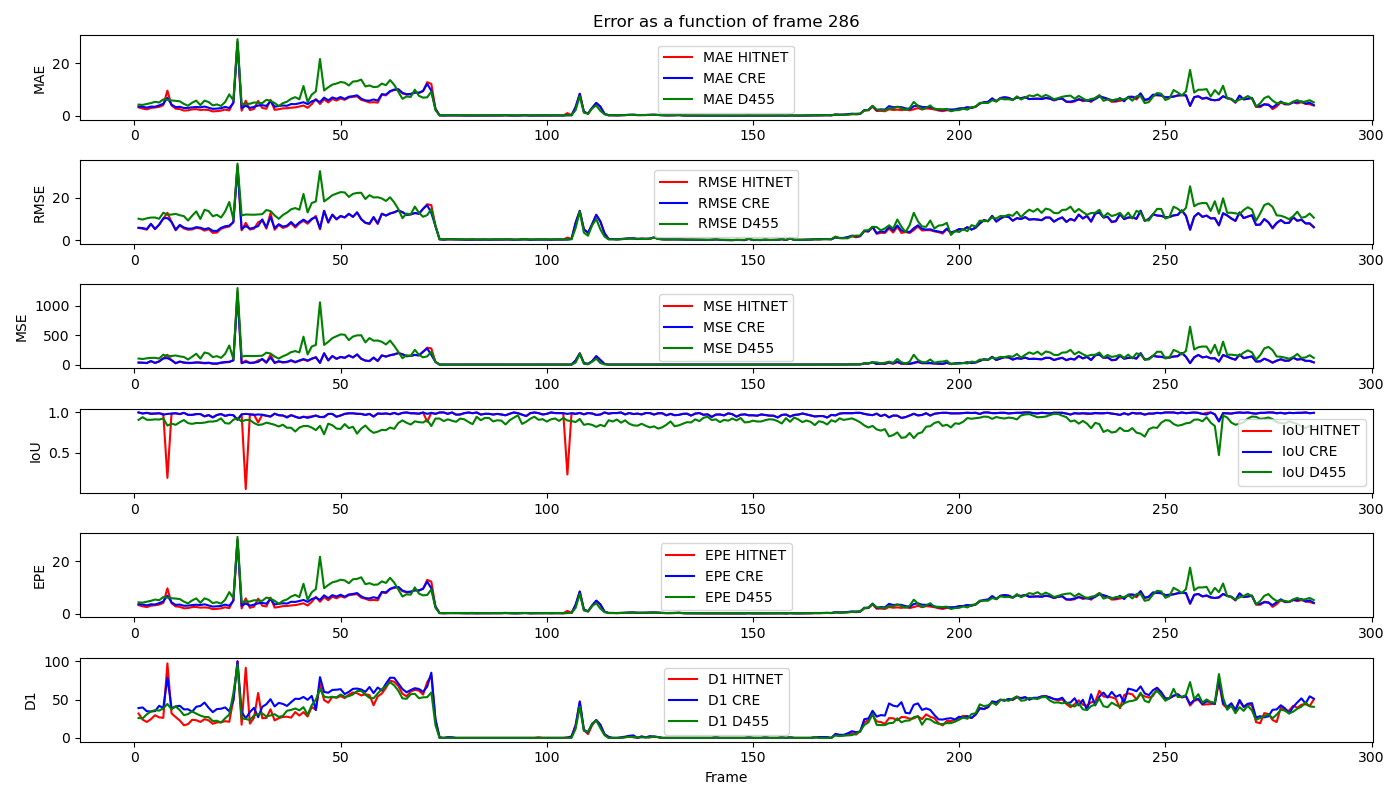 Error as a function of frame 286
MAE
20
0
MAE HITNET
MAE CRE
MAE D455
0 50 100 150 200 250 300
RMSE
20
0
RMSE HITNET
RMSE CRE
RMSE D455
0 50 100 150 200 250 300
MSE
1000
500
0
MSE HITNET
MSE CRE
MSE D455
0 50 100 150 200 250 300
IoU
1.0
0.5
IoU HITNET
IoU CRE
IoU D455
0 50 100 150 200 250 300
EPE
20
0
EPE HITNET
EPE CRE
EPE D455
0 50 100 150 200 250 300
D1
100
50
0
D1 HITNET
D1 CRE
D1 D455
0 50 100 150 200 250 300
Frame